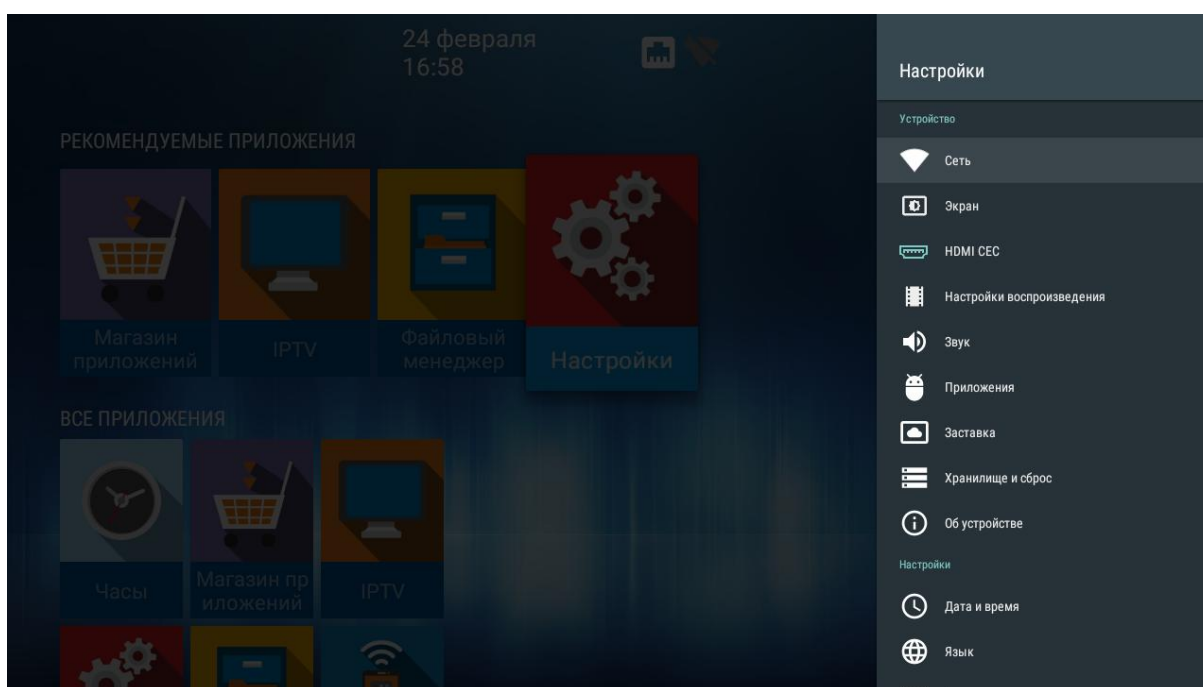 24 февраля
16:58
РЕКОМЕНДУЕМЫЕ ПРИЛОЖЕНИЯ
Магазин
приложений
IPTV
Файловый
менеджер
Настройки
ВСЕ ПРИЛОЖЕНИЯ
Часы
Магазин пр
иложений
IPTV
Настройки
Устройство
Сеть
Экран
HDMI CEC
Настройки воспроизведения
Звук
Приложения
Заставка
Хранилище и сброс
Об устройстве
Настройки
Дата и время
Язык